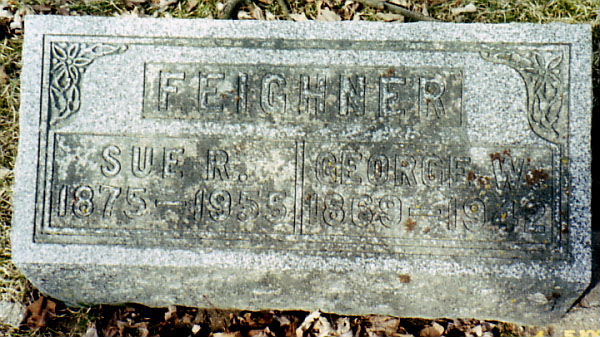 FEIGHNER
SUE R. GEORGE W.
1875-1955 1869-1942